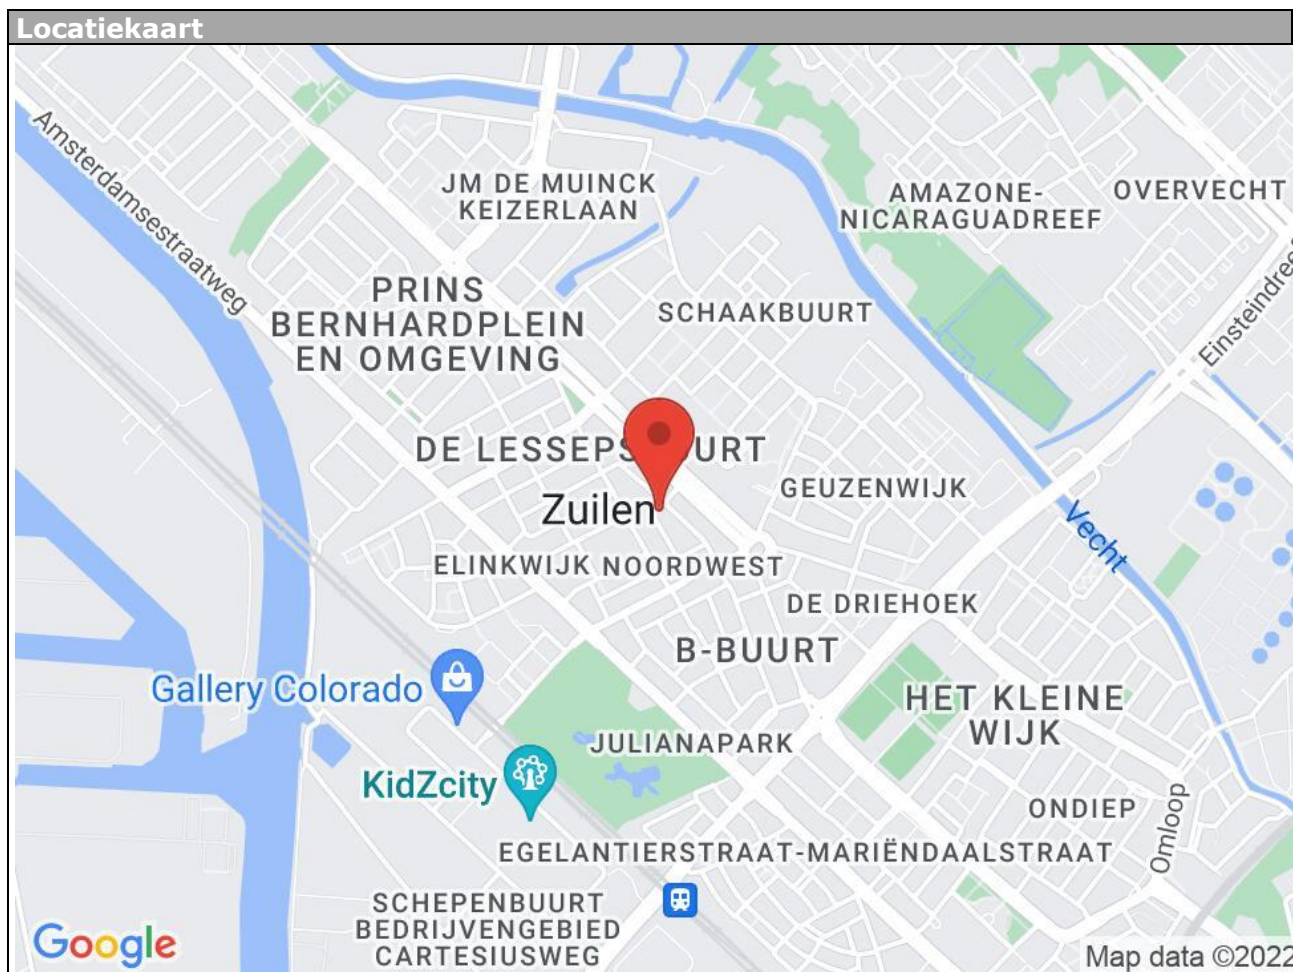 Locatiekaart
Amsterdamsestraatweg
JM DE MUINCK
KEIZERLAAN
AMAZONE-
NICARAGUADREEF
OVERVECHT
PRINS
BERNHARDPLEIN
EN OMGEVING
SCHAAKBUURT
DE LESSEPS URT
GEUZENWIJK
Zuilen
Vecht
ELINKWIJK
NOORDWEST
DE DRIEHOEK
B-BUURT
Gallery Colorado
HET KLEINE
WIJK
JULIANAPARK
KidZcity
ONDIEP
Omloop
EGELANTIERSTRAAT-MARIËNDAALSTRAAT
SCHEPENBUURT
BEDRIJVENGEBIED
CARTESIUSWEG
Google
Map data ©2022